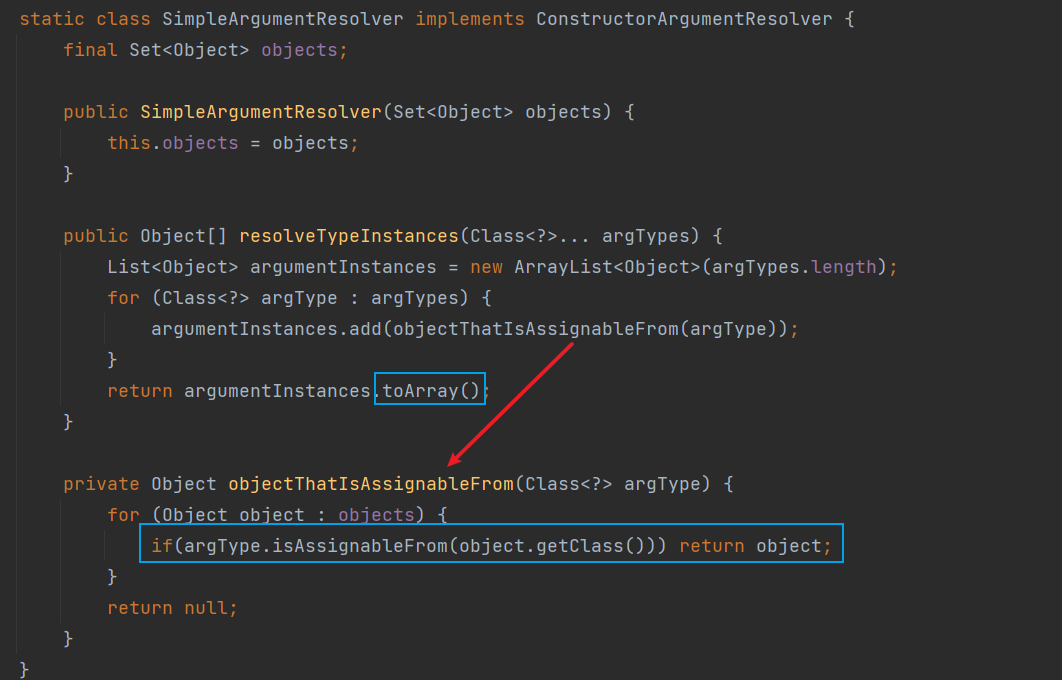 static class SimpleArgumentResolver implements ConstructorArgumentResolver {
    final Set<Object> objects;

    public SimpleArgumentResolver(Set<Object> objects) {
        this.objects = objects;
    }

    public Object[] resolveTypeInstances(Class<?>... argTypes) {
        List<Object> argumentInstances = new ArrayList<Object>(argTypes.length);
        for (Class<?> argType : argTypes) {
            argumentInstances.add(objectThatIsAssignableFrom(argType));
        }
        return argumentInstances.toArray();
    }

    private Object objectThatIsAssignableFrom(Class<?> argType) {
        for (Object object : objects) {
            if(argType.isAssignableFrom(object.getClass())) return object;
        }
        return null;
    }
}